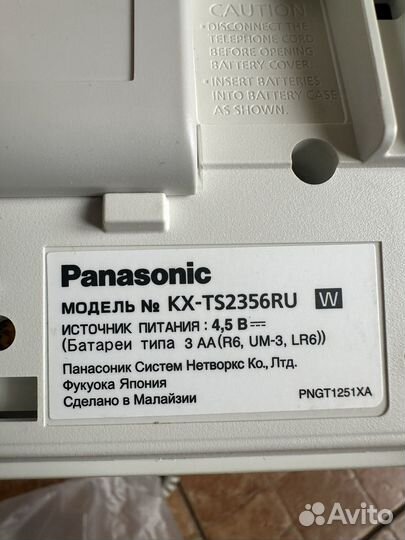 CAUTION
•DISCONNECT THE
TELEPHONE CORD
BEFORE OPENING
BATTERY COVER.
•INSERT BATTERIES
INTO BATTERY CASE
AS SHOWN.
Panasonic
МОДЕЛЬ № KX-TS2356RU W
ИСТОЧНИК ПИТАНИЯ : 4,5 В⎓
(Батареи типа 3 AA(R6, UM-3, LR6))
Панасоник Систем Нетворкс Ко., Лтд.
Фукуока Япония
Сделано в Малайзии
PNGT1251XA
Avito